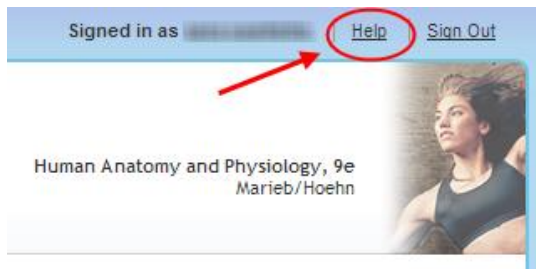 Signed in as
Help
Sign Out
Human Anatomy and Physiology, 9e
Marieb/Hoehn